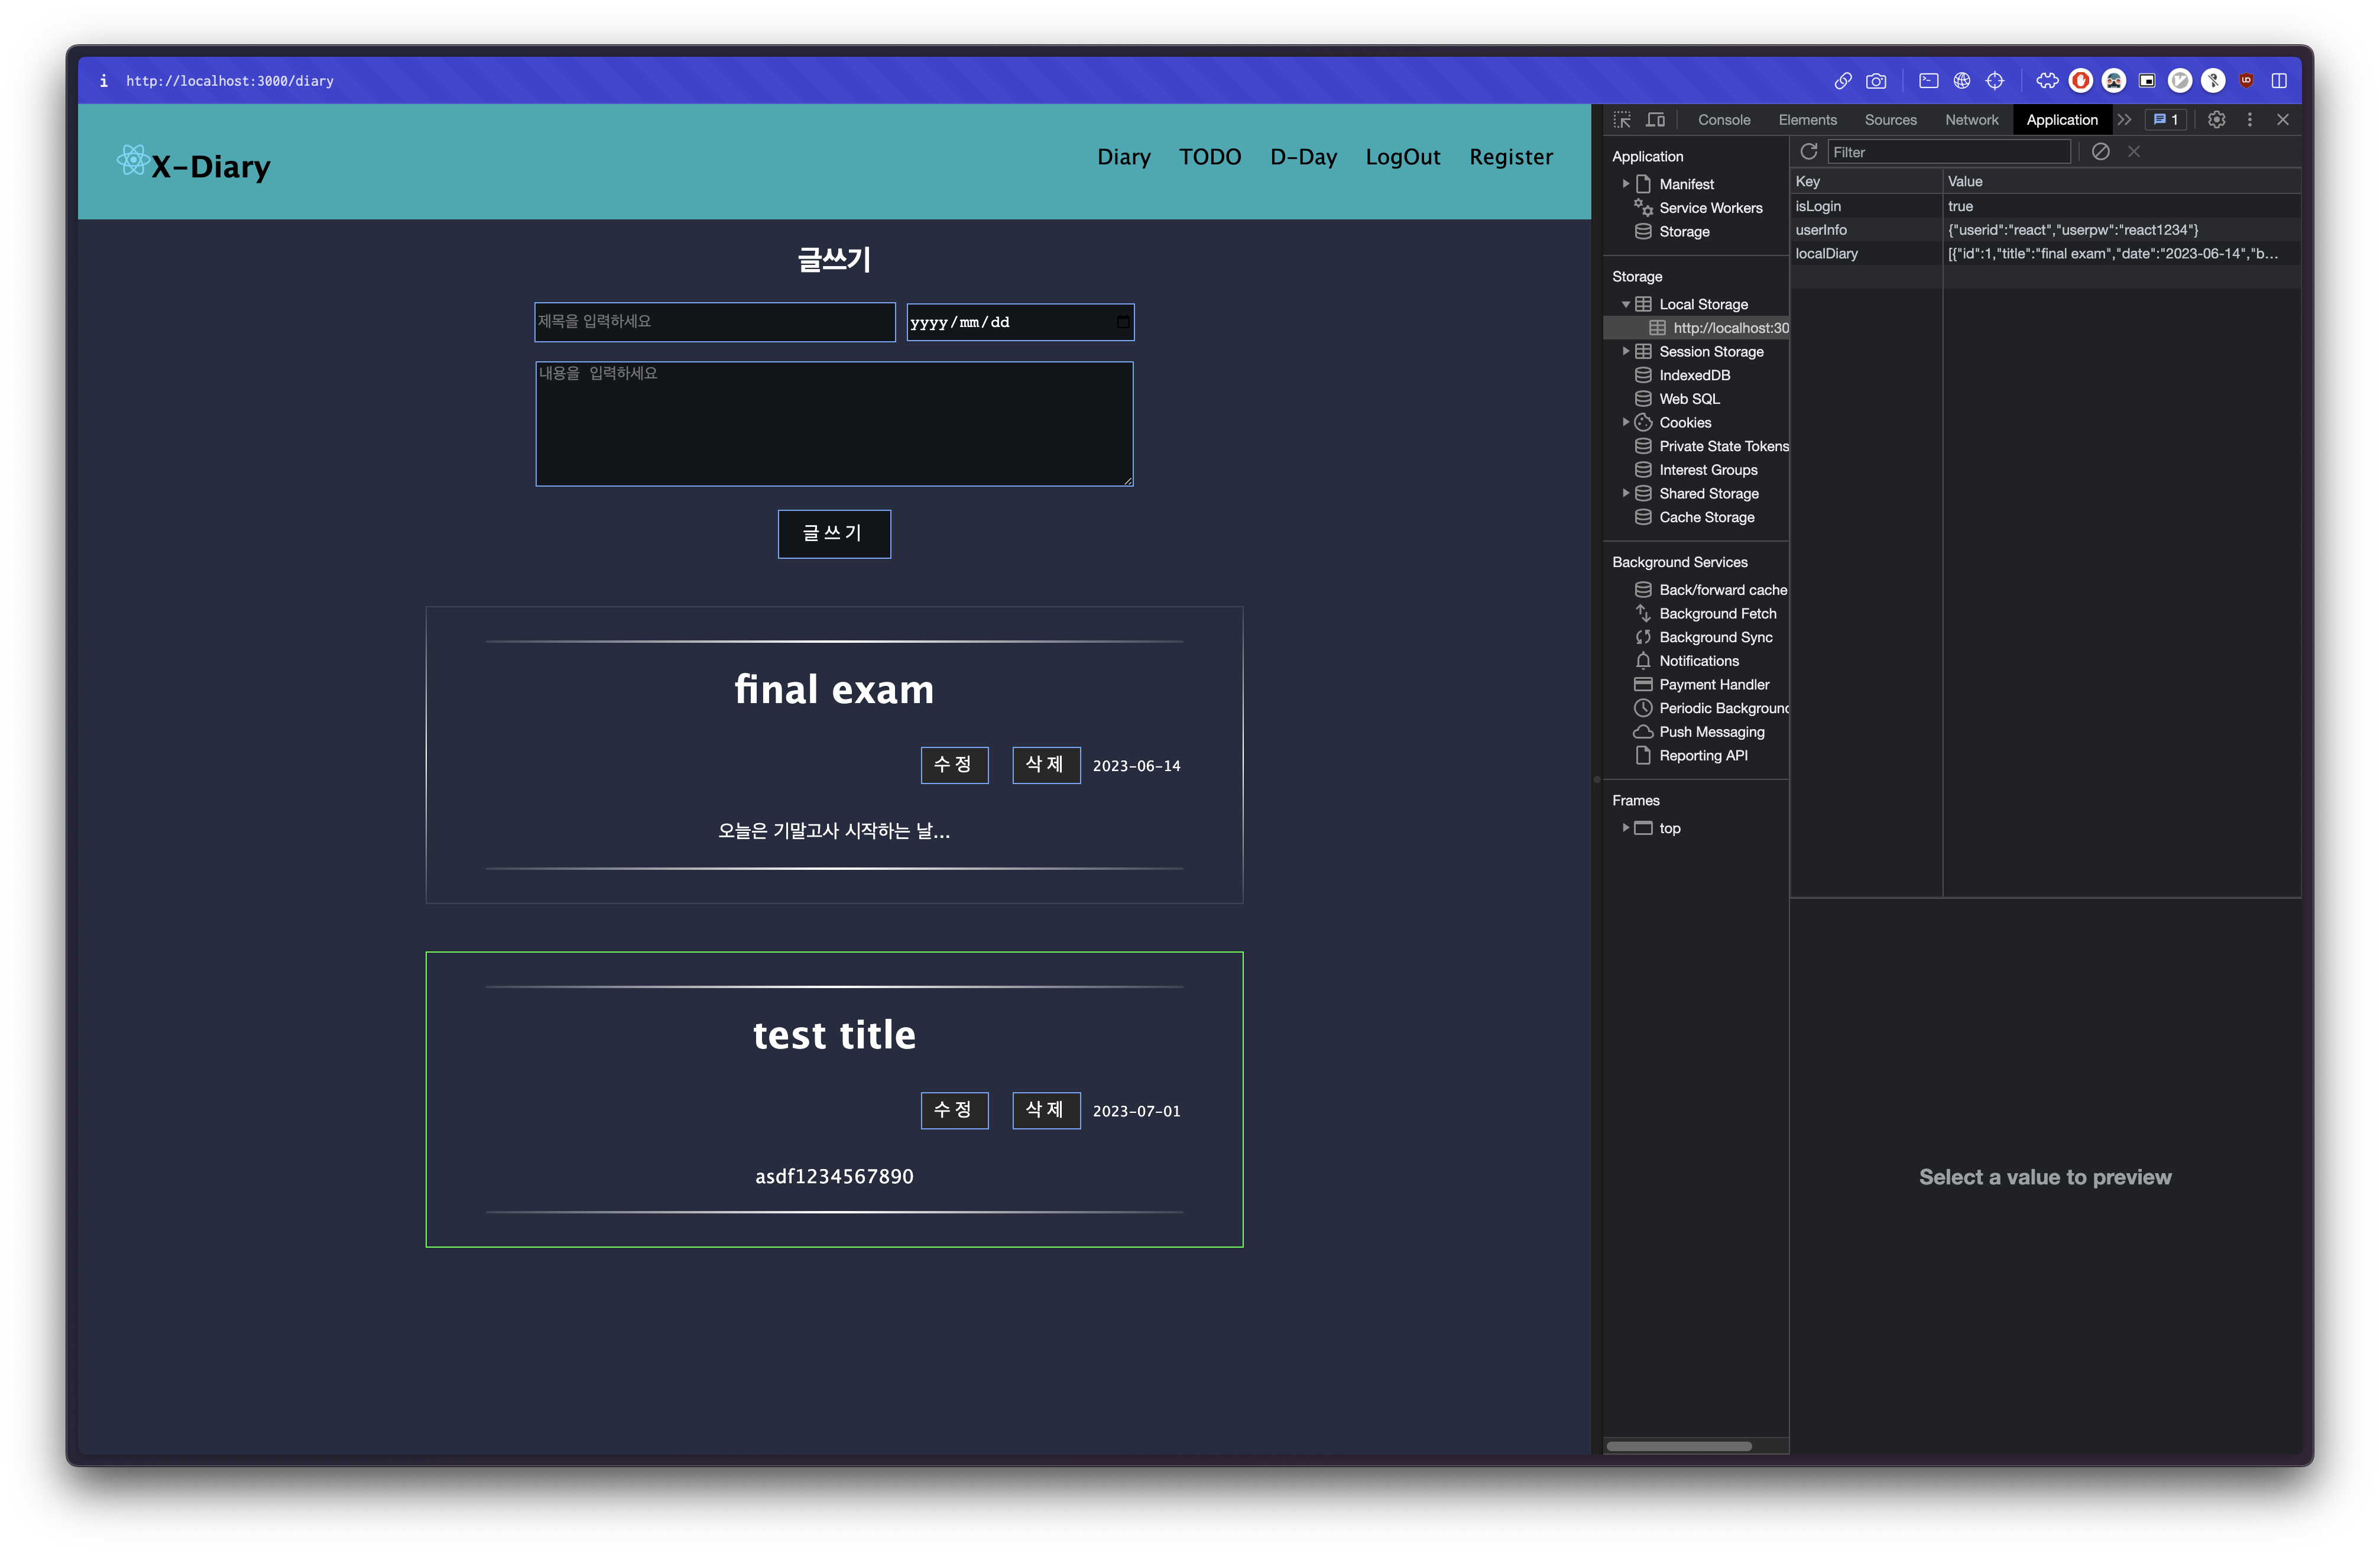 i http://localhost:3000/diary
X-Diary
Diary TODO D-Day LogOut Register
글쓰기
제목을 입력하세요 yyyy/mm/dd
내용을 입력하세요
글쓰기
final exam
수정 삭제 2023-06-14
오늘은 기말고사 시작하는 날...
test title
수정 삭제 2023-07-01
asdf1234567890
Console Elements Sources Network Application 1
Application
Manifest
Service Workers
Storage
Storage
Local Storage
http://localhost:30
Session Storage
IndexedDB
Web SQL
Cookies
Private State Tokens
Interest Groups
Shared Storage
Cache Storage
Background Services
Back/forward cache
Background Fetch
Background Sync
Notifications
Payment Handler
Periodic Background
Push Messaging
Reporting API
Frames
top
Filter
Key Value
isLogin true
userInfo {"userid":"react","userpw":"react1234"}
localDiary [{"id":1,"title":"final exam","date":"2023-06-14","b...
Select a value to preview